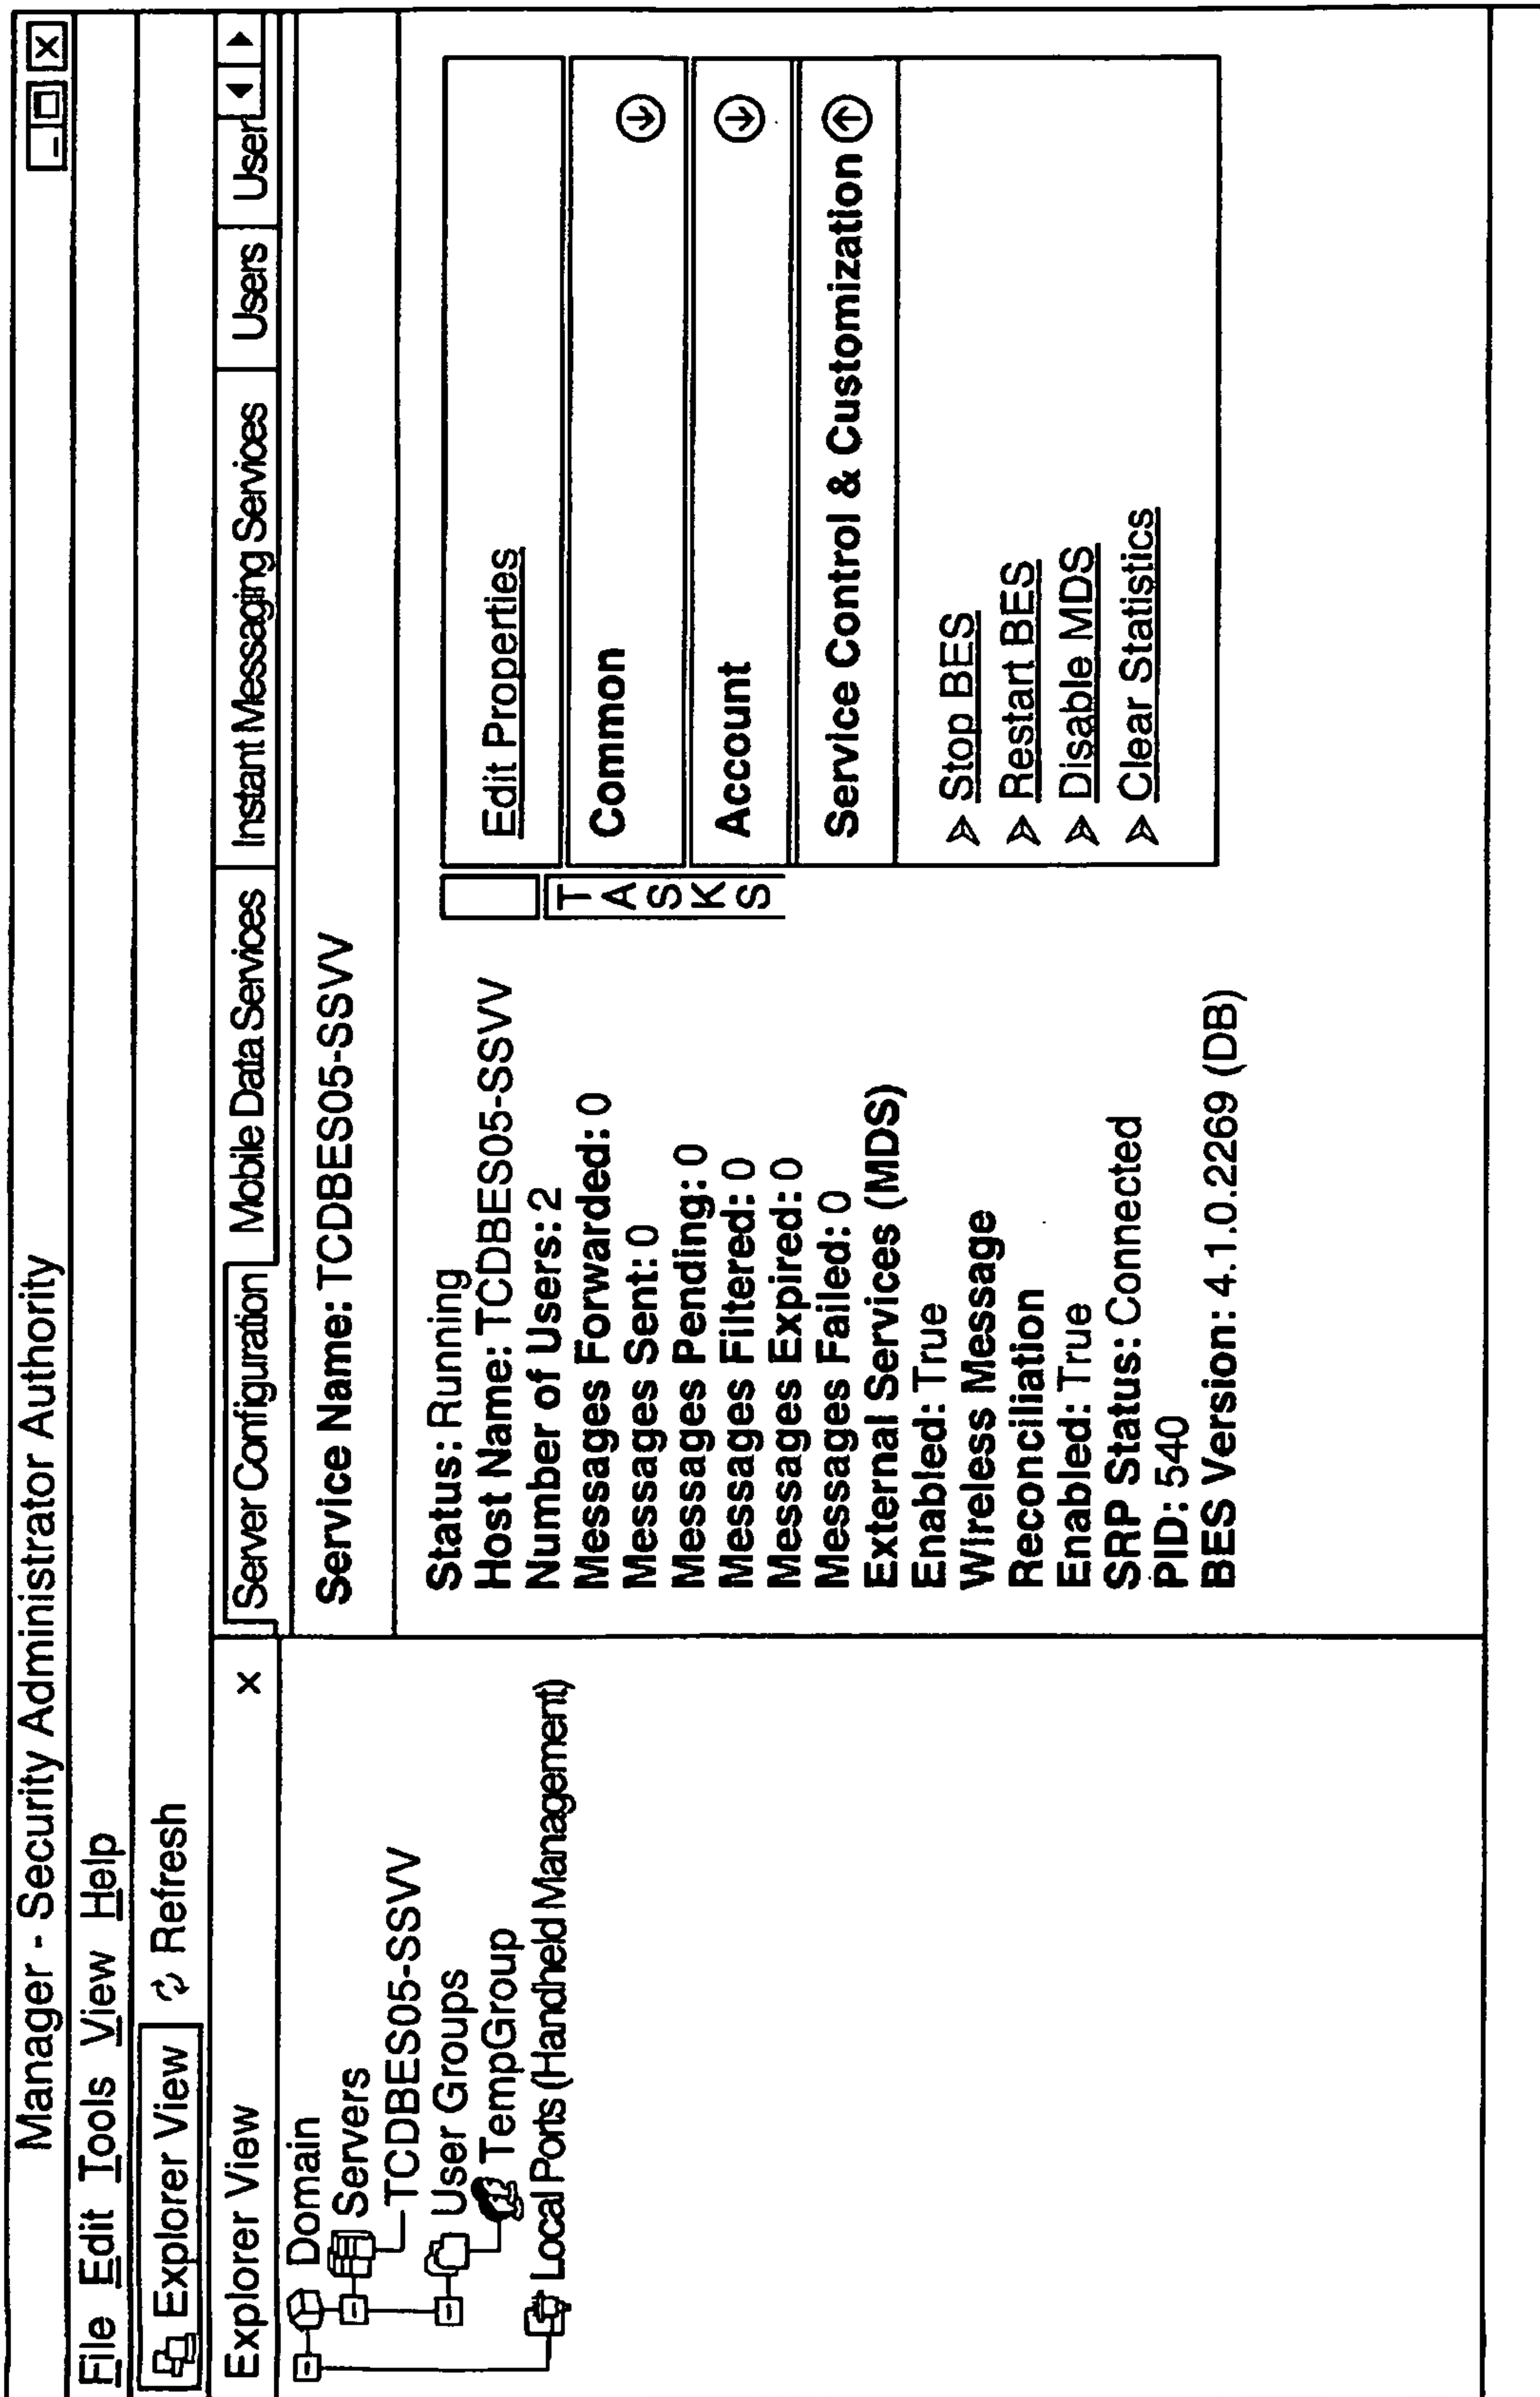 Manager - Security Administrator Authority
File Edit Tools View Help
Explorer View Refresh
Explorer View x
Domain
Servers
TCDBES05-SSVV
User Groups
TempGroup
Local Ports (Handheld Management)
Server Configuration Mobile Data Services Instant Messaging Services Users User
Service Name: TCDBES05-SSVV
Status: Running
Host Name: TCDBES05-SSVV
Number of Users: 2
Messages Forwarded: 0
Messages Sent: 0
Messages Pending: 0
Messages Filtered: 0
Messages Expired: 0
Messages Failed: 0
External Services (MDS)
Enabled: True
Wireless Message
Reconciliation
Enabled: True
SRP Status: Connected
PID: 540
BES Version: 4.1.0.2269 (DB)
TASKS
Edit Properties
Common
Account
Service Control & Customization
Stop BES
Restart BES
Disable MDS
Clear Statistics